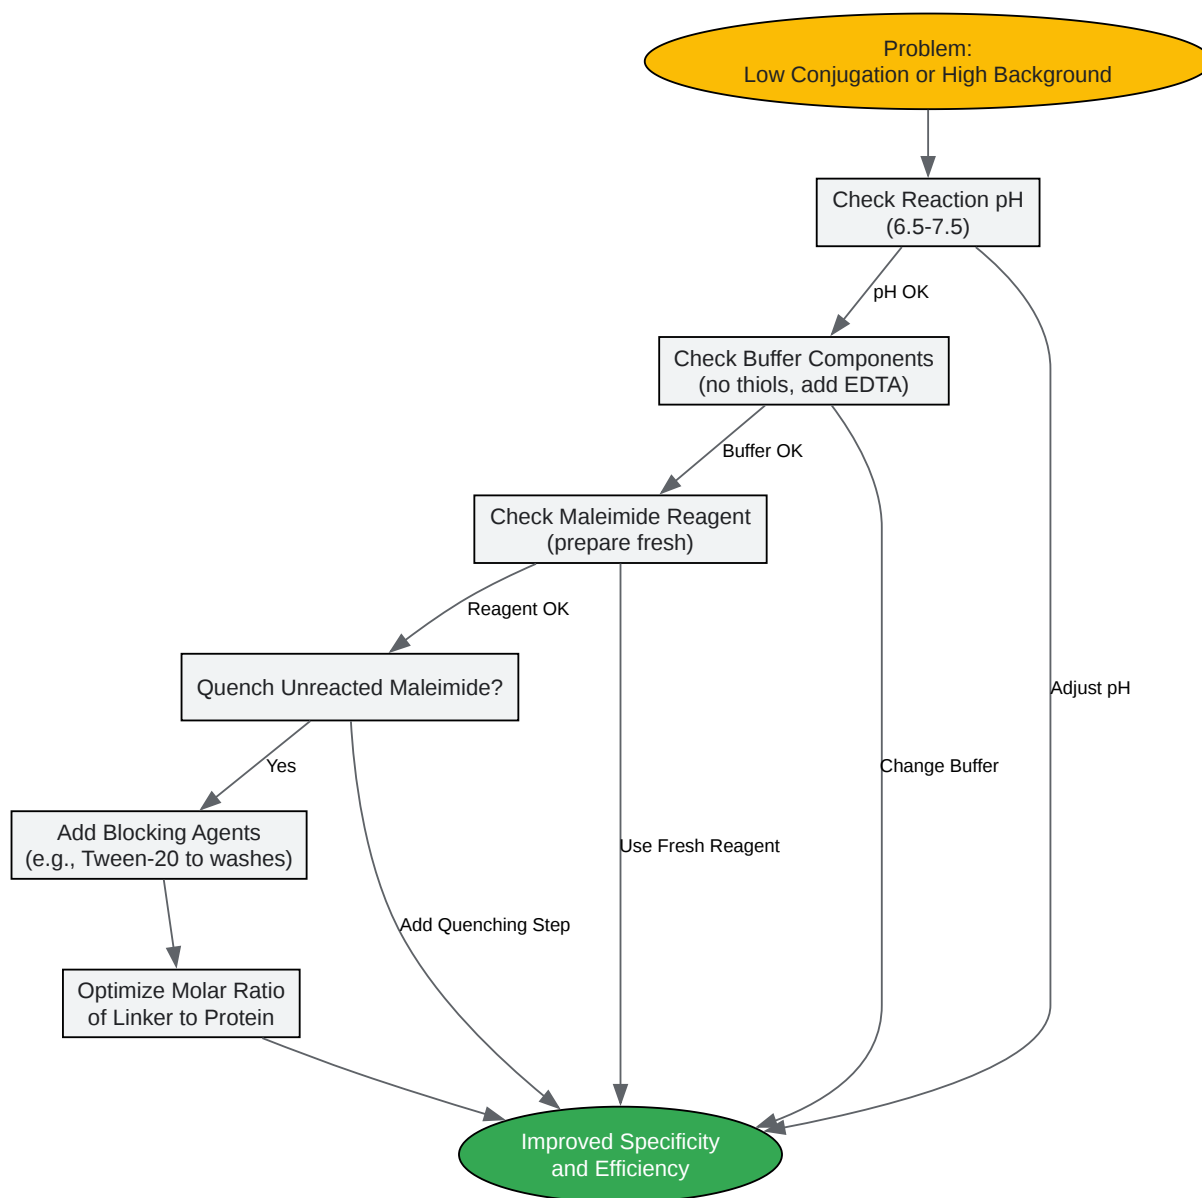 Problem:
Low Conjugation or High Background
Check Reaction pH
(6.5-7.5)
pH OK
Check Buffer Components
(no thiols, add EDTA)
Buffer OK
Check Maleimide Reagent
(prepare fresh)
Reagent OK
Quench Unreacted Maleimide?
Adjust pH
Yes
Change Buffer
Add Blocking Agents
(e.g., Tween-20 to washes)
Use Fresh Reagent
Add Quenching Step
Optimize Molar Ratio
of Linker to Protein
Improved Specificity
and Efficiency